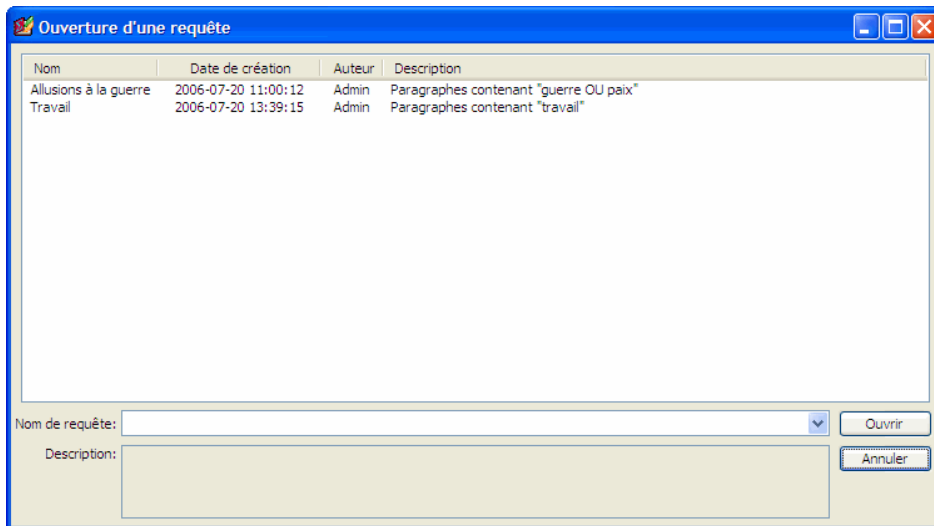 Ouverture d'une requête
Nom Date de création Auteur Description
Allusions à la guerre 2006-07-20 11:00:12 Admin Paragraphes contenant "guerre OU paix"
Travail 2006-07-20 13:39:15 Admin Paragraphes contenant "travail"
Nom de requête: Ouvrir
Description: Annuler